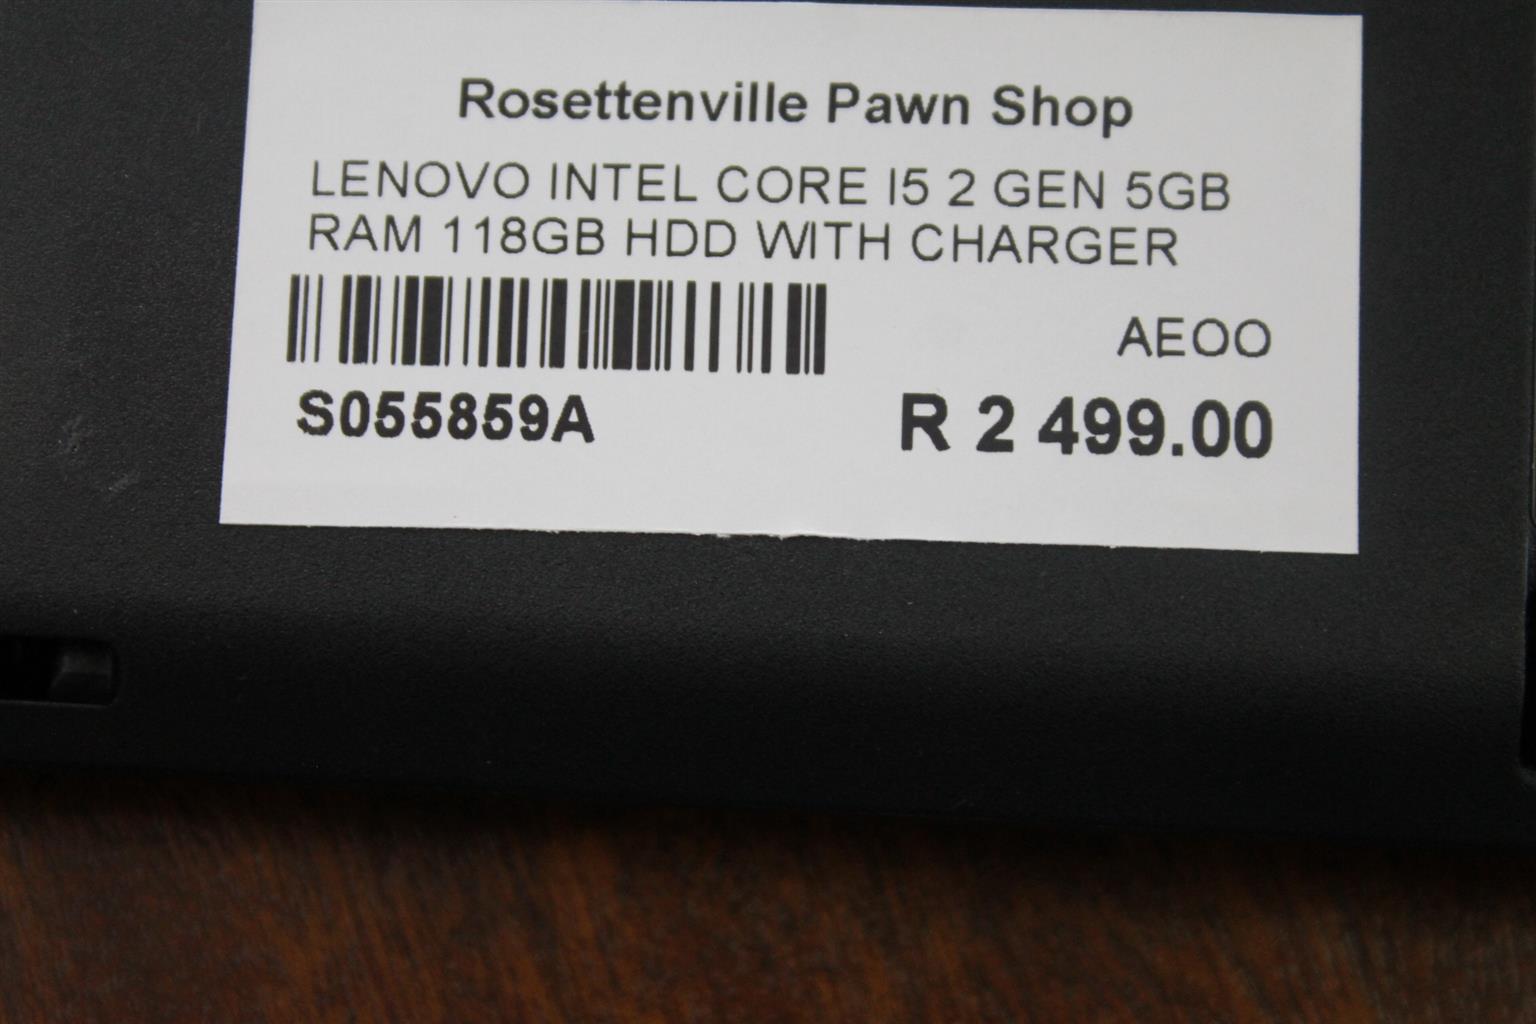 Rosettenville Pawn Shop
LENOVO INTEL CORE I5 2 GEN 5GB
RAM 118GB HDD WITH CHARGER
AEOO
S055859A R 2 499.00